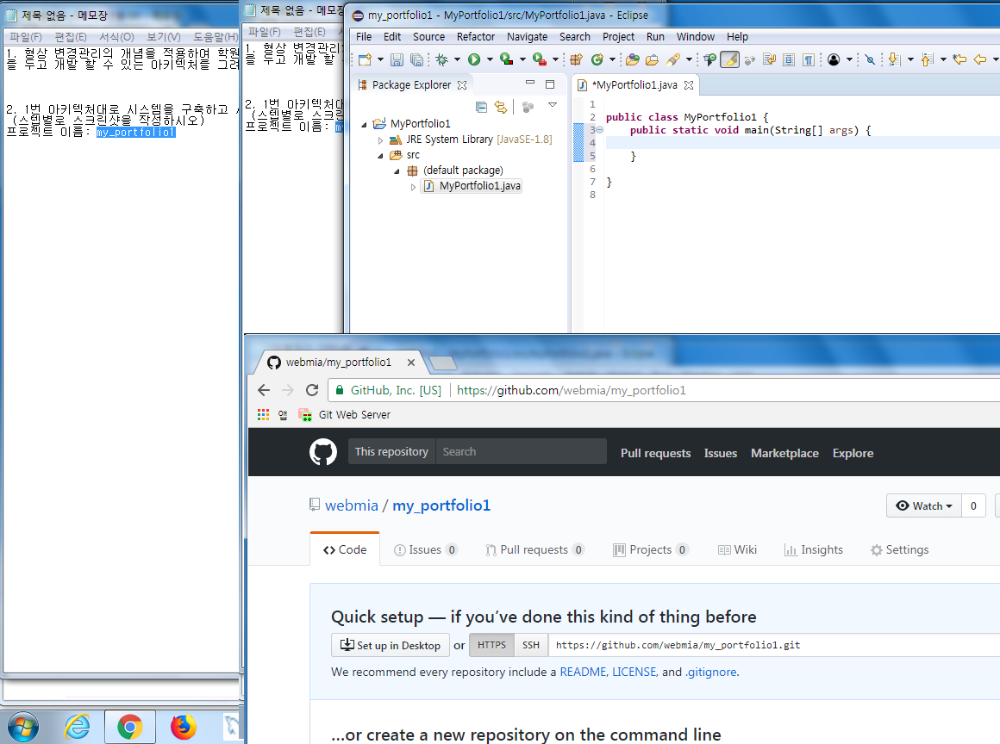 제목 없음 - 메모장
파일(F) 편집(E) 서식(O) 보기(V) 도움말(H)
1. 형상 변경관리의 개념을 적용하며 학원
를 두고 개발 할 수 있는 아키텍처를 그려
2. 1번 아키텍처대로 시스템을 구축하고
(스텝별로 스크린샷을 작성하시오)
프로젝트 이름: my_portfolio1
제목 없음 - 메모장
파일(F) 편집(E)
1. 형상 변경관리
를 두고 개발 할
2. 1번 아키텍처대
(스텝별로 스크린
프로젝트 이름:
my_portfolio1 - MyPortfolio1/src/MyPortfolio1.java - Eclipse
File Edit Source Refactor Navigate Search Project Run Window Help
Package Explorer
MyPortfolio1
JRE System Library [JavaSE-1.8]
src
(default package)
MyPortfolio1.java
*MyPortfolio1.java
1
2 public class MyPortfolio1 {
3 public static void main(String[] args) {
4
5 }
6
7 }
8
webmia/my_portfolio1
GitHub, Inc. [US] https://github.com/webmia/my_portfolio1
앱 Git Web Server
This repository Search Pull requests Issues Marketplace Explore
webmia / my_portfolio1
Watch 0
Code Issues 0 Pull requests 0 Projects 0 Wiki Insights Settings
Quick setup — if you've done this kind of thing before
Set up in Desktop or HTTPS SSH https://github.com/webmia/my_portfolio1.git
We recommend every repository include a README, LICENSE, and .gitignore.
…or create a new repository on the command line